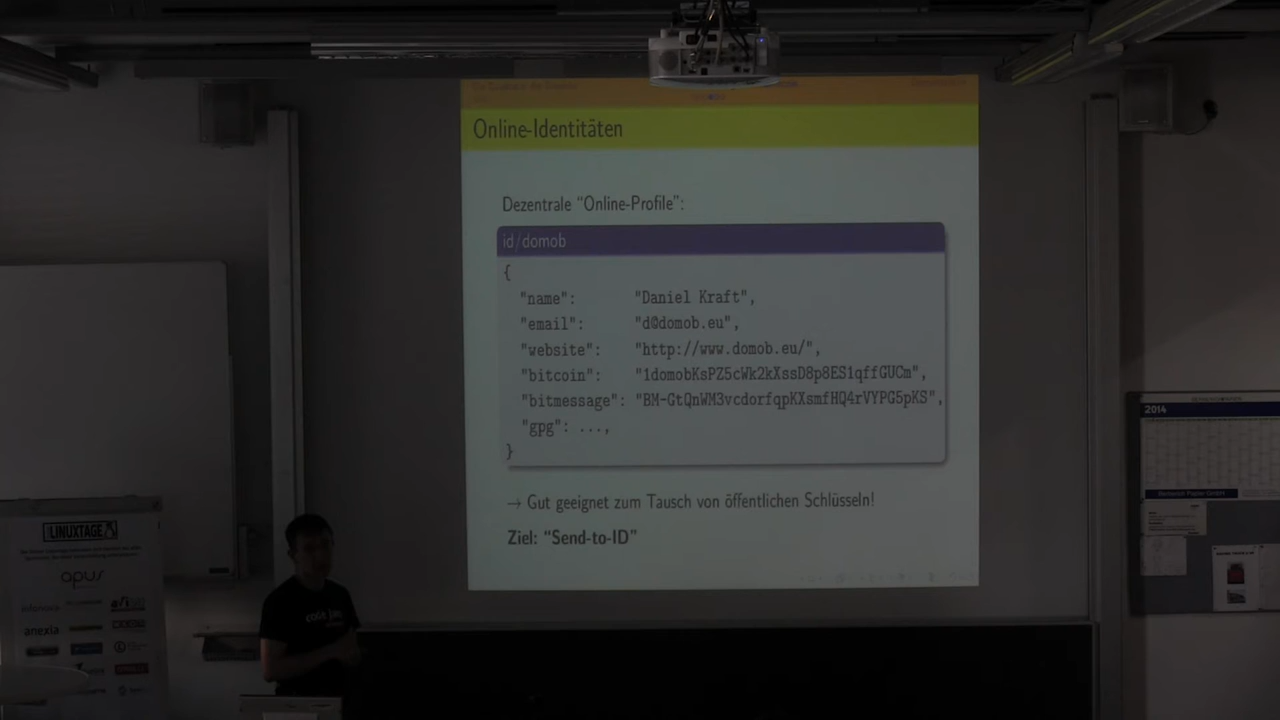 Online-Identitäten
Dezentrale “Online-Profile”:
id/domob
{
"name": "Daniel Kraft",
"email": "d@domob.eu",
"website": "http://www.domob.eu/",
"bitcoin": "1domobKsPZ5cWk2kXssD8p8ES1qffGUCm",
"bitmessage": "BM-GtQnWM3vcdorfqpKXsmfHQ4rVYPG5pKS",
"gpg": ...,
}
→ Gut geeignet zum Tausch von öffentlichen Schlüsseln!
Ziel: “Send-to-ID”
LINUXTAGE
opus
anexia
2014